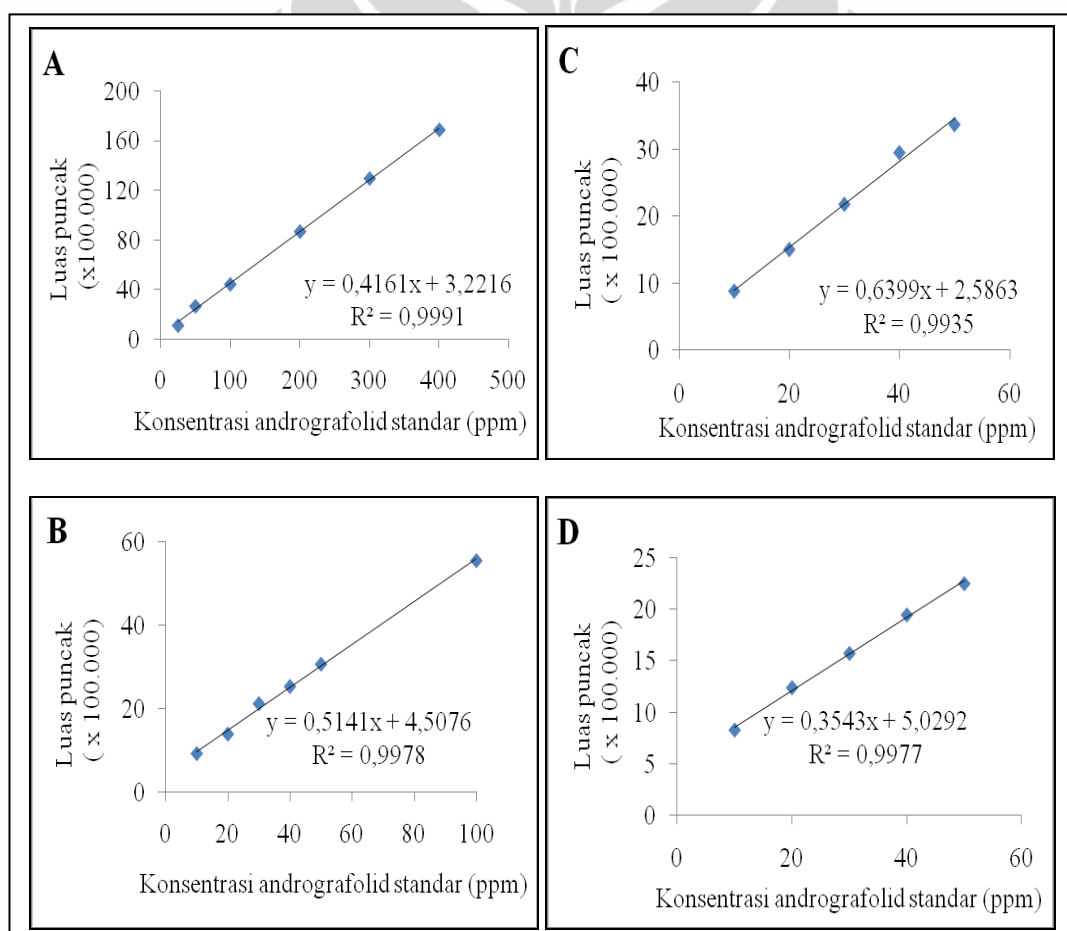 A
200
160
120
80
40
0
0 100 200 300 400 500
Luas puncak
(x100.000)
y = 0,4161x + 3,2216
R² = 0,9991
Konsentrasi andrografolid standar (ppm)
C
40
30
20
10
0
0 20 40 60
Luas puncak
( x 100.000)
y = 0,6399x + 2,5863
R² = 0,9935
Konsentrasi andrografolid standar (ppm)
B
60
40
20
0
0 20 40 60 80 100
Luas puncak
( x 100.000)
y = 0,5141x + 4,5076
R² = 0,9978
Konsentrasi andrografolid standar (ppm)
D
25
20
15
10
5
0
0 20 40 60
Luas puncak
( x 100.000)
y = 0,3543x + 5,0292
R² = 0,9977
Konsentrasi andrografolid standar (ppm)